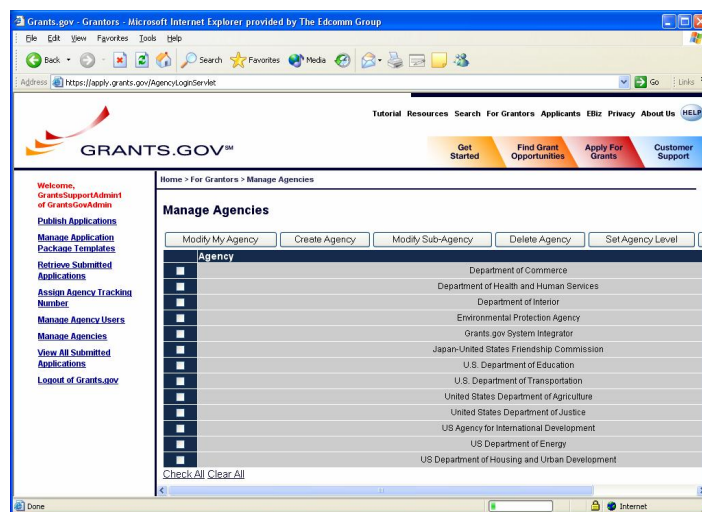 Grants.gov - Grantors - Microsoft Internet Explorer provided by The Edcomm Group
File Edit View Favorites Tools Help
Back Search Favorites Media
Address https://apply.grants.gov/AgencyLoginServlet Go Links
Tutorial Resources Search For Grantors Applicants EBiz Privacy About Us HELP
GRANTS.GOV℠
Get Started
Find Grant Opportunities
Apply For Grants
Customer Support
Welcome,
GrantsSupportAdmin1
of GrantsGovAdmin
Publish Applications
Manage Application
Package Templates
Retrieve Submitted
Applications
Assign Agency Tracking
Number
Manage Agency Users
Manage Agencies
View All Submitted
Applications
Logout of Grants.gov
Home > For Grantors > Manage Agencies
Manage Agencies
Modify My Agency Create Agency Modify Sub-Agency Delete Agency Set Agency Level
Agency
Department of Commerce
Department of Health and Human Services
Department of Interior
Environmental Protection Agency
Grants.gov System Integrator
Japan-United States Friendship Commission
U.S. Department of Education
U.S. Department of Transportation
United States Department of Agriculture
United States Department of Justice
US Agency for International Development
US Department of Energy
US Department of Housing and Urban Development
Check All Clear All
Done Internet